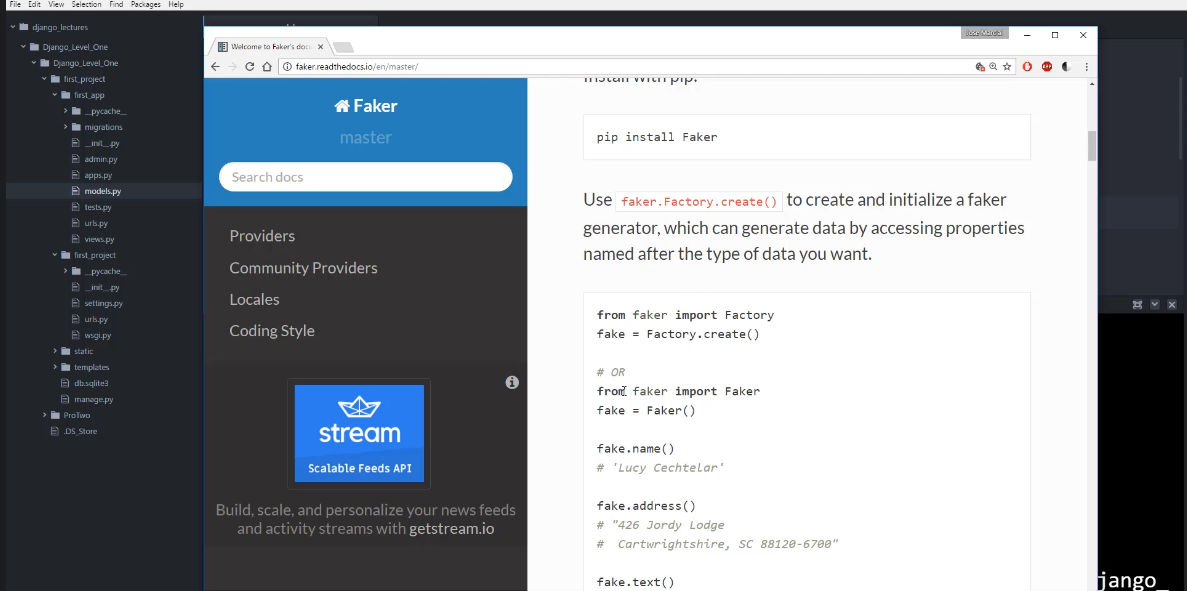 File Edit View Selection Find Packages Help
django_lectures
Django_Level_One
Django_Level_One
first_project
first_app
__pycache__
migrations
__init__.py
admin.py
apps.py
models.py
tests.py
urls.py
views.py
first_project
__pycache__
__init__.py
settings.py
urls.py
wsgi.py
static
templates
db.sqlite3
manage.py
ProTwo
.DS_Store
Welcome to Faker's docu
faker.readthedocs.io/en/master/
Faker
master
Search docs
Providers
Community Providers
Locales
Coding Style
stream
Scalable Feeds API
Build, scale, and personalize your news feeds
and activity streams with getstream.io
install with pip:
pip install Faker
Use faker.Factory.create() to create and initialize a faker
generator, which can generate data by accessing properties
named after the type of data you want.
from faker import Factory
fake = Factory.create()
# OR
from faker import Faker
fake = Faker()
fake.name()
# 'Lucy Cechtelar'
fake.address()
# "426 Jordy Lodge
#  Cartwrightshire, SC 88120-6700"
fake.text()
jango_